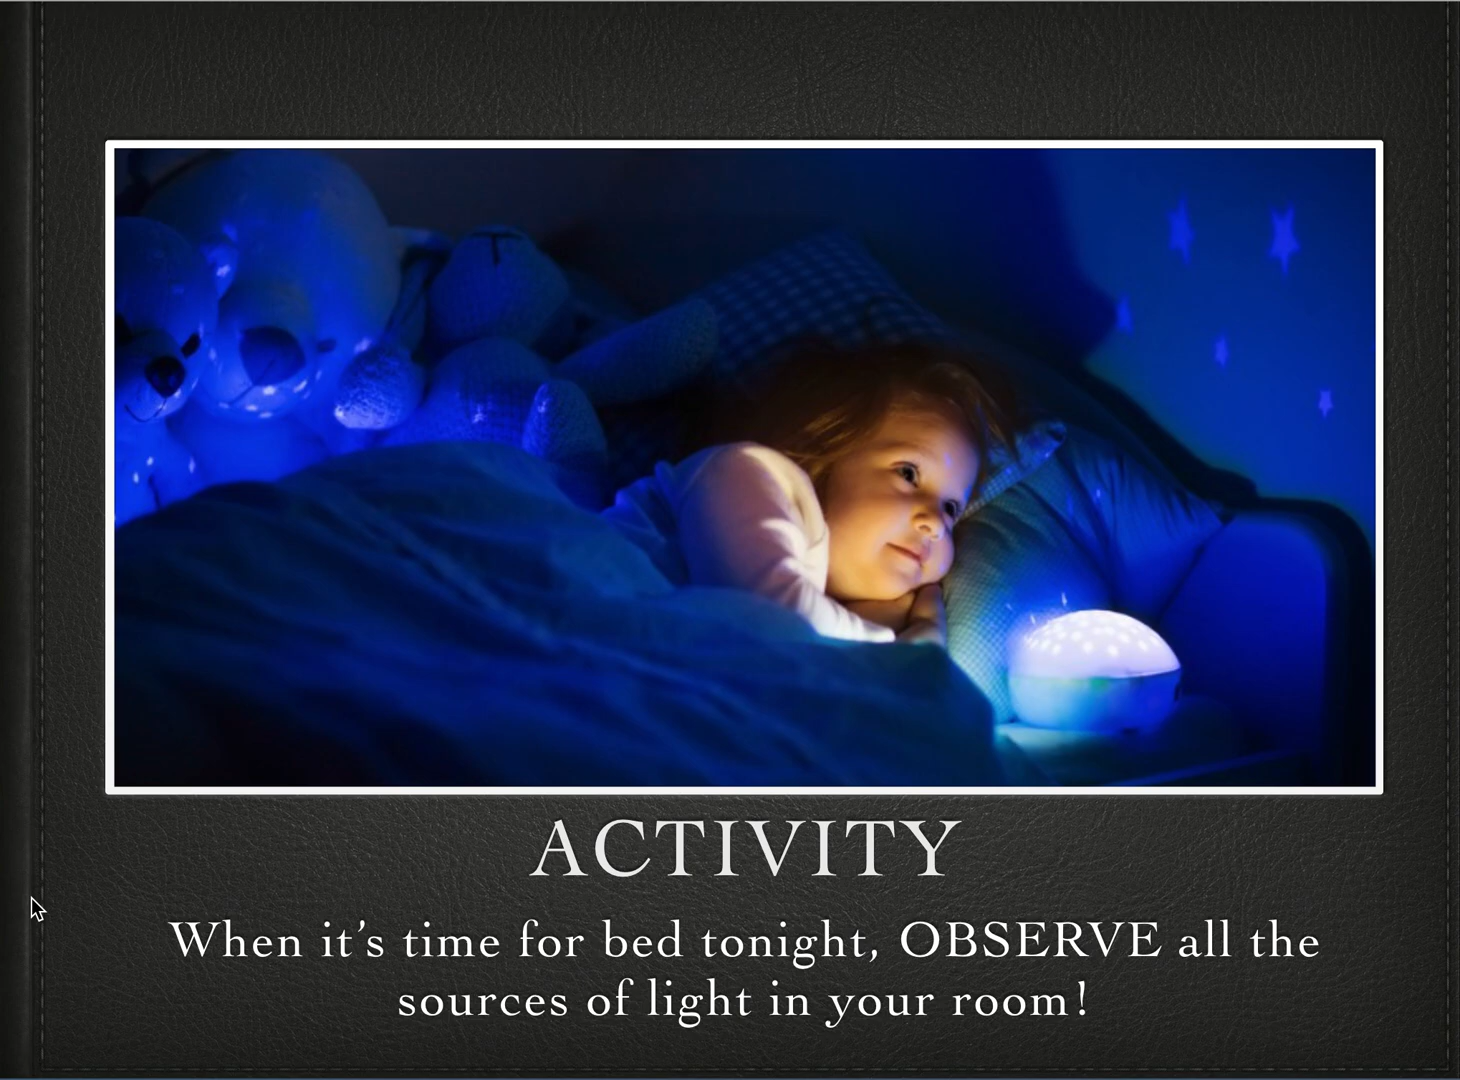 ACTIVITY
When it’s time for bed tonight, OBSERVE all the
sources of light in your room!